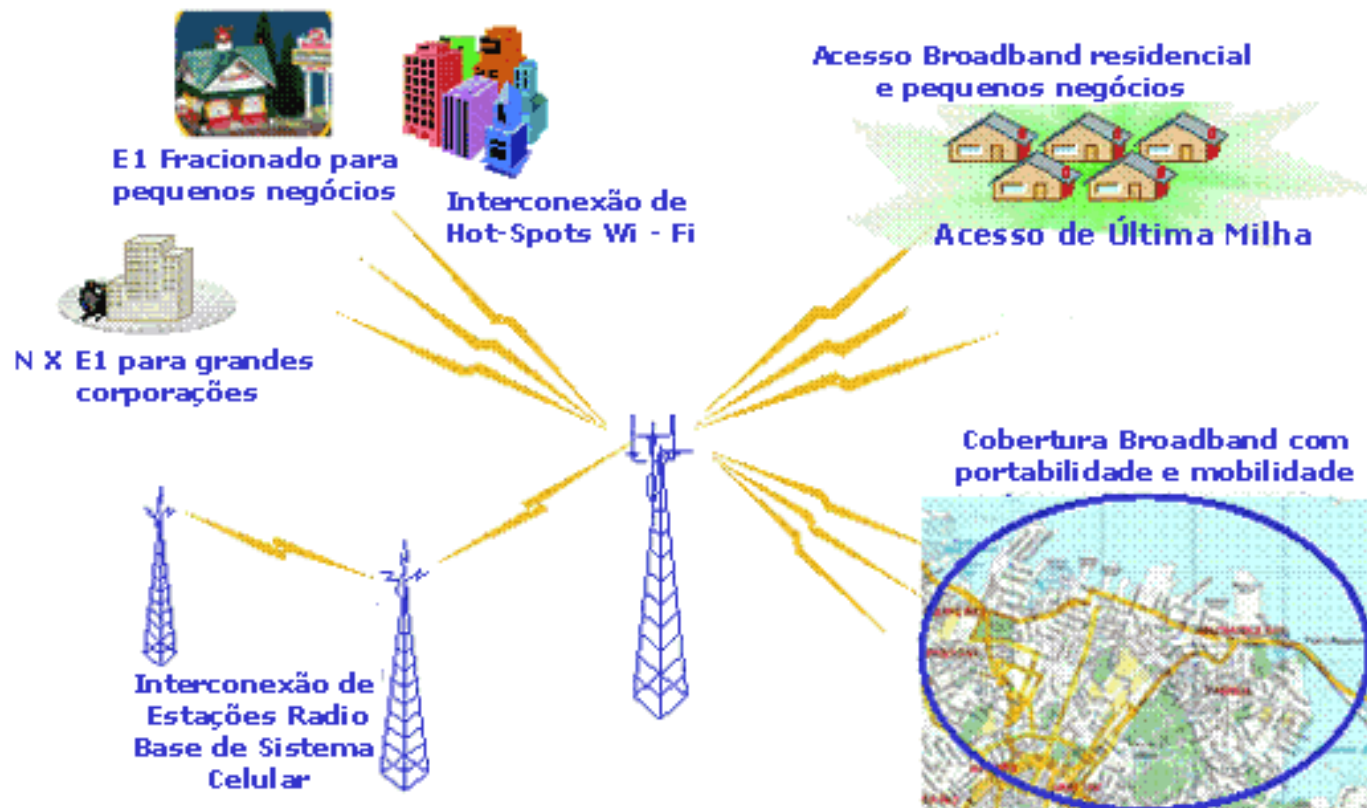 E1 Fracionado para
pequenos negócios
Interconexão de
Hot-Spots Wi - Fi
Acesso Broadband residencial
e pequenos negócios
Acesso de Última Milha
N X E1 para grandes
corporações
Cobertura Broadband com
portabilidade e mobilidade
Interconexão de
Estações Radio
Base de Sistema
Celular